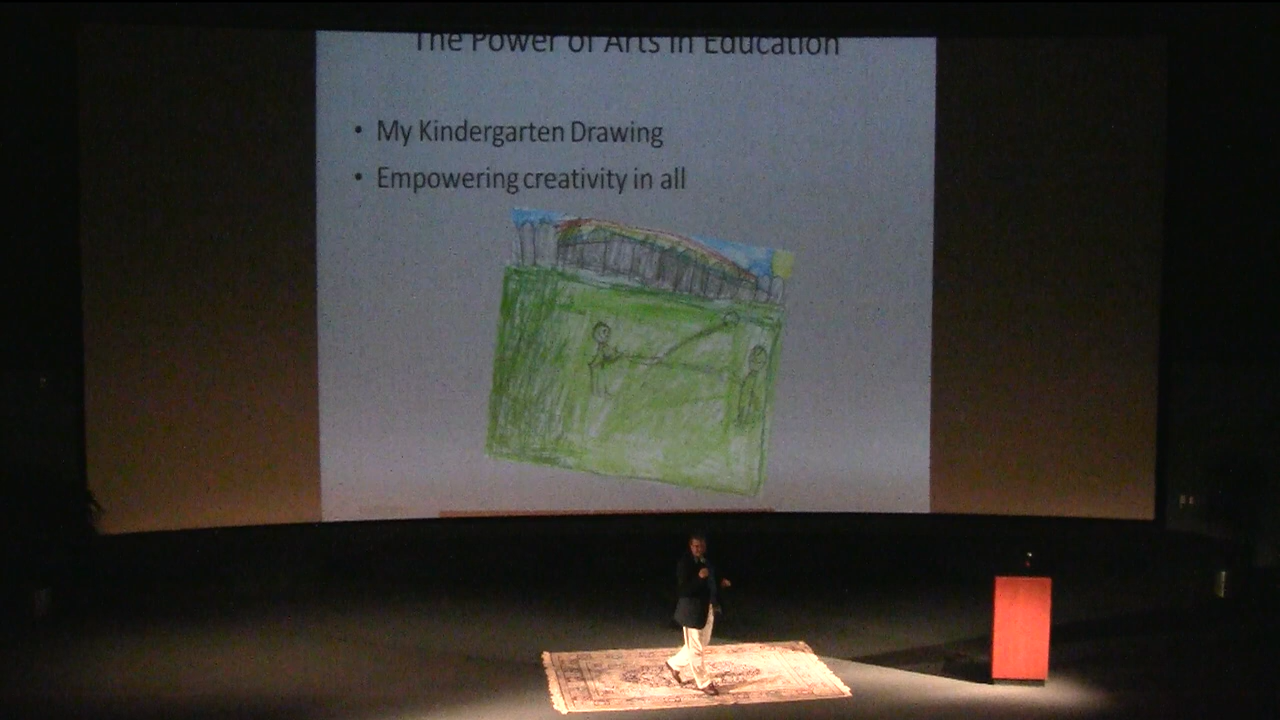 The Power of Arts in Education
• My Kindergarten Drawing
• Empowering creativity in all